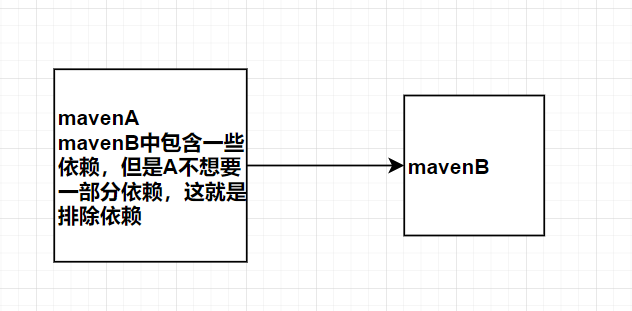 mavenA
mavenB中包含一些
依赖，但是A不想要
一部分依赖，这就是
排除依赖
mavenB